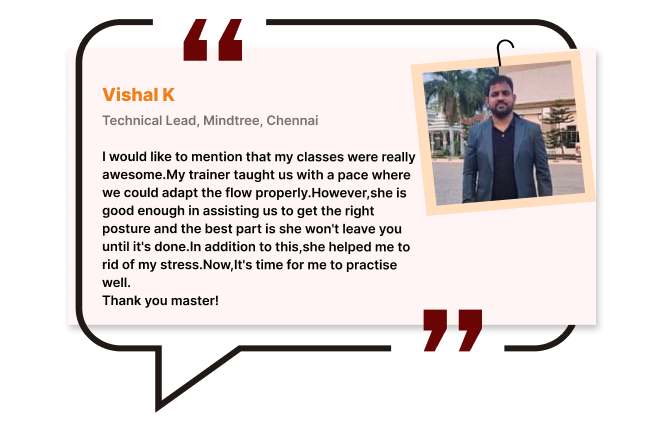 Vishal K
Technical Lead, Mindtree, Chennai
I would like to mention that my classes were really
awesome.My trainer taught us with a pace where
we could adapt the flow properly.However,she is
good enough in assisting us to get the right
posture and the best part is she won't leave you
until it's done.In addition to this,she helped me to
rid of my stress.Now,It's time for me to practise
well.
Thank you master!